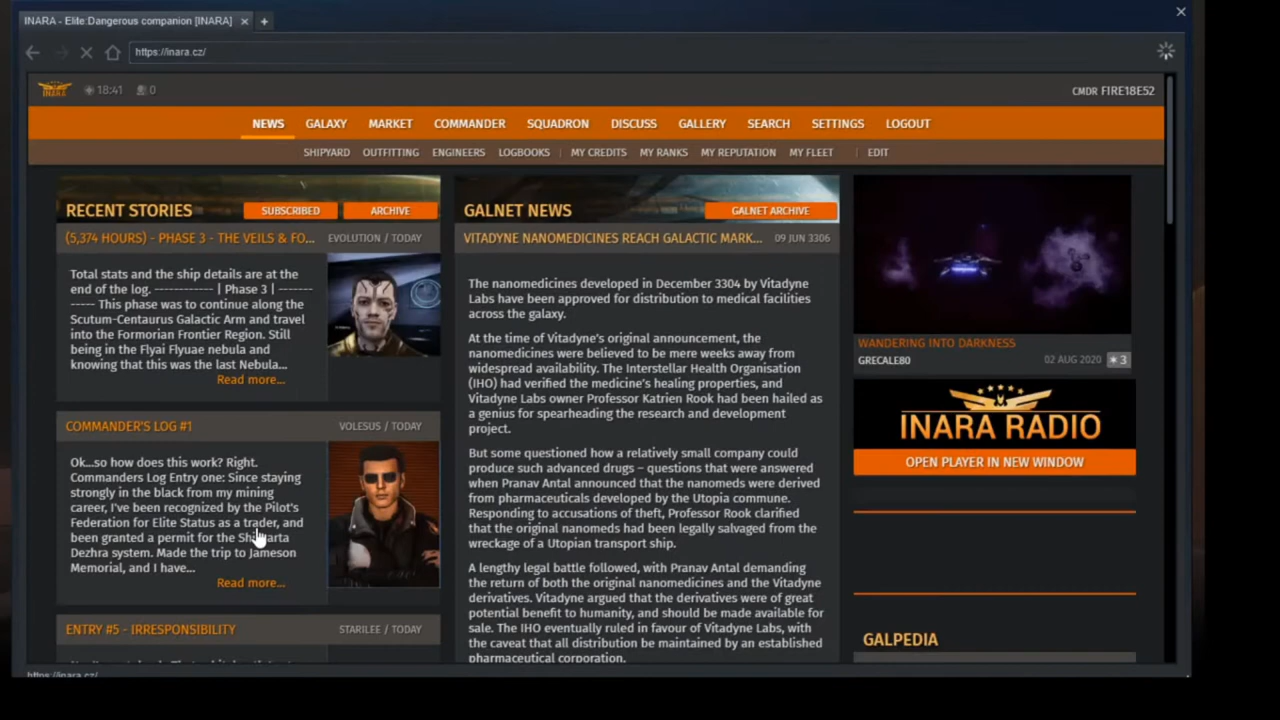 INARA - Elite:Dangerous companion [INARA]
https://inara.cz/
INARA
18:41
0
CMDR FIRE18E52
NEWS GALAXY MARKET COMMANDER SQUADRON DISCUSS GALLERY SEARCH SETTINGS LOGOUT
SHIPYARD OUTFITTING ENGINEERS LOGBOOKS | MY CREDITS MY RANKS MY REPUTATION MY FLEET | EDIT
RECENT STORIES
SUBSCRIBED
ARCHIVE
(5,374 HOURS) - PHASE 3 - THE VEILS & FO...
EVOLUTION / TODAY
Total stats and the ship details are at the
end of the log. ------------ | Phase 3 | -------
----- This phase was to continue along the
Scutum-Centaurus Galactic Arm and travel
into the Formorian Frontier Region. Still
being in the Flyai Flyuae nebula and
knowing that this was the last Nebula...
Read more...
COMMANDER'S LOG #1
VOLESUS / TODAY
Ok...so how does this work? Right.
Commanders Log Entry one: Since staying
strongly in the black from my mining
career, I've been recognized by the Pilot's
Federation for Elite Status as a trader, and
been granted a permit for the
Dezhra system. Made the trip to Jameson
Memorial, and I have...
Read more...
ENTRY #5 - IRRESPONSIBILITY
STARILEE / TODAY
GALNET NEWS
GALNET ARCHIVE
VITADYNE NANOMEDICINES REACH GALACTIC MARK...
09 JUN 3306
The nanomedicines developed in December 3304 by Vitadyne
Labs have been approved for distribution to medical facilities
across the galaxy.
At the time of Vitadyne's original announcement, the
nanomedicines were believed to be mere weeks away from
widespread availability. The Interstellar Health Organisation
(IHO) had verified the medicine's healing properties, and
Vitadyne Labs owner Professor Katrien Rook had been hailed as
a genius for spearheading the research and development
project.
But some questioned how a relatively small company could
produce such advanced drugs – questions that were answered
when Pranav Antal announced that the nanomeds were derived
from pharmaceuticals developed by the Utopia commune.
Responding to accusations of theft, Professor Rook clarified
that the original nanomeds had been legally salvaged from the
wreckage of a Utopian transport ship.
A lengthy legal battle followed, with Pranav Antal demanding
the return of both the original nanomedicines and the Vitadyne
derivatives. Vitadyne argued that the derivatives were of great
potential benefit to humanity, and should be made available for
sale. The IHO eventually ruled in favour of Vitadyne Labs, with
the caveat that all distribution be maintained by an established
pharmaceutical corporation.
WANDERING INTO DARKNESS
GRECALE80
02 AUG 2020
3
INARA RADIO
OPEN PLAYER IN NEW WINDOW
GALPEDIA
https://inara.cz/